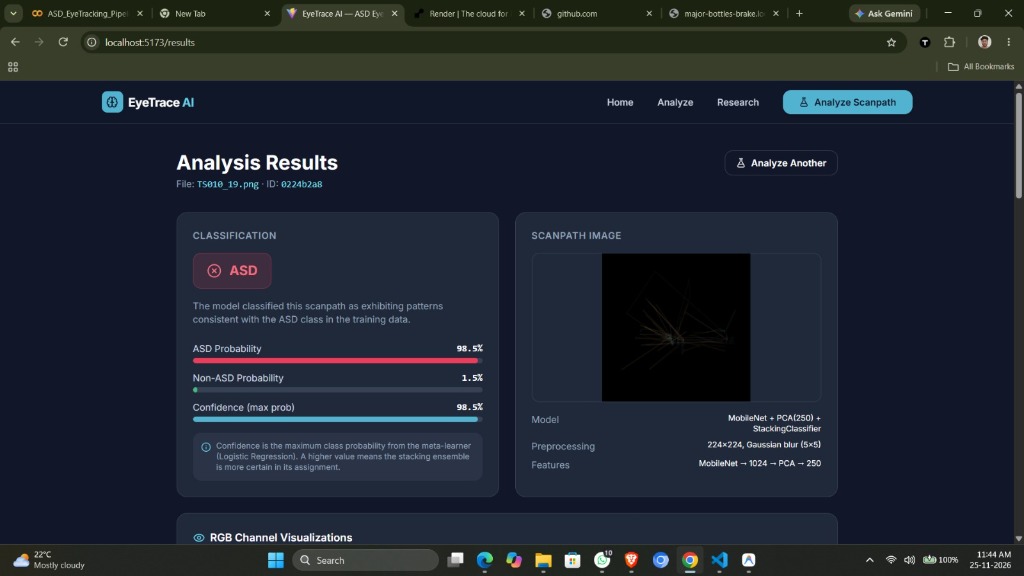 ASD_EyeTracking_Pipel
New Tab
EyeTrace AI — ASD Eye
Render | The cloud for
github.com
major-bottles-brake.lo
Ask Gemini
localhost:5173/results
All Bookmarks
EyeTrace AI
Home
Analyze
Research
Analyze Scanpath
Analysis Results
File: TS010_19.png · ID: 0224b2a8
Analyze Another
CLASSIFICATION
ASD
The model classified this scanpath as exhibiting patterns
consistent with the ASD class in the training data.
ASD Probability 98.5%
Non-ASD Probability 1.5%
Confidence (max prob) 98.5%
Confidence is the maximum class probability from the meta-learner
(Logistic Regression). A higher value means the stacking ensemble
is more certain in its assignment.
SCANPATH IMAGE
Model MobileNet + PCA(250) +
StackingClassifier
Preprocessing 224×224, Gaussian blur (5×5)
Features MobileNet → 1024 → PCA → 250
RGB Channel Visualizations
22°C
Mostly cloudy
Search
10
100%
11:44 AM
25-11-2026